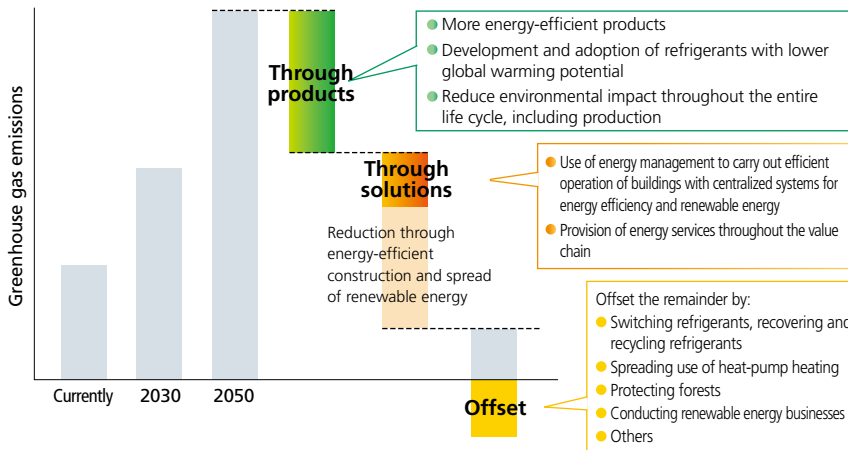 Greenhouse gas emissions
Currently
2030
2050
Through
products
More energy-efficient products
Development and adoption of refrigerants with lower
global warming potential
Reduce environmental impact throughout the entire
life cycle, including production
Through
solutions
Reduction through
energy-efficient
construction and spread
of renewable energy
Use of energy management to carry out efficient
operation of buildings with centralized systems for
energy efficiency and renewable energy
Provision of energy services throughout the value
chain
Offset
Offset the remainder by:
Switching refrigerants, recovering and
recycling refrigerants
Spreading use of heat-pump heating
Protecting forests
Conducting renewable energy businesses
Others